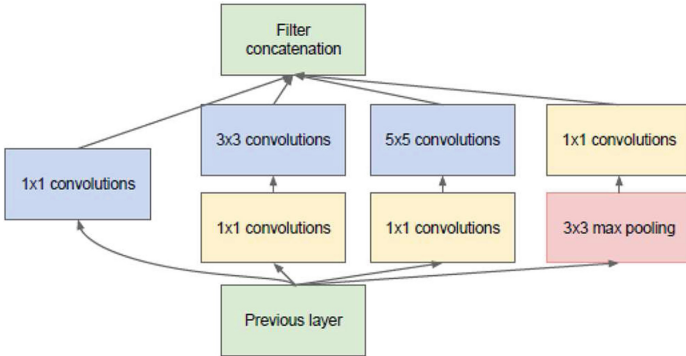 Filter
concatenation
3x3 convolutions
5x5 convolutions
1x1 convolutions
1x1 convolutions
1x1 convolutions
1x1 convolutions
3x3 max pooling
Previous layer